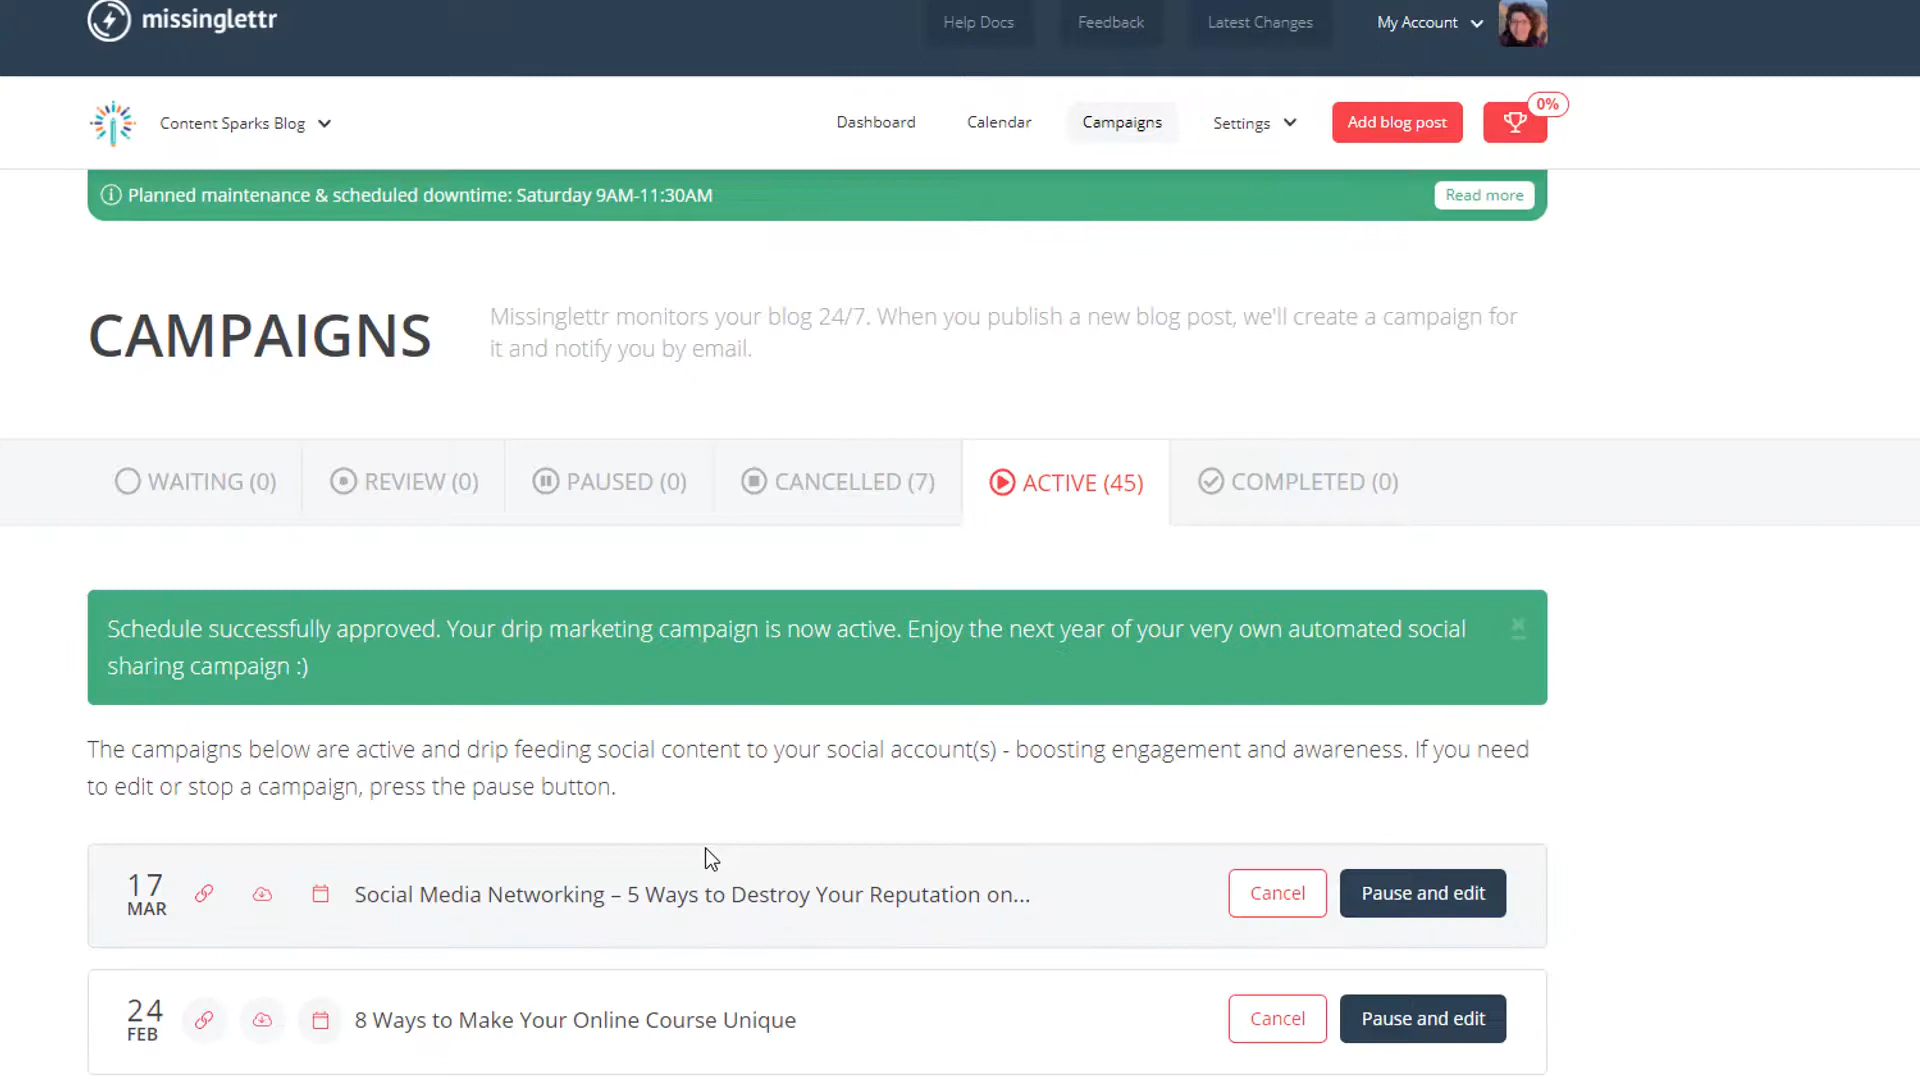 missinglettr
Help Docs
Feedback
Latest Changes
My Account
Content Sparks Blog
Dashboard
Calendar
Campaigns
Settings
Add blog post
0%
Planned maintenance & scheduled downtime: Saturday 9AM-11:30AM
Read more
CAMPAIGNS
Missinglettr monitors your blog 24/7. When you publish a new blog post, we'll create a campaign for
it and notify you by email.
WAITING (0)
REVIEW (0)
PAUSED (0)
CANCELLED (7)
ACTIVE (45)
COMPLETED (0)
Schedule successfully approved. Your drip marketing campaign is now active. Enjoy the next year of your very own automated social
sharing campaign :)
The campaigns below are active and drip feeding social content to your social account(s) - boosting engagement and awareness. If you need
to edit or stop a campaign, press the pause button.
17
MAR
Social Media Networking – 5 Ways to Destroy Your Reputation on...
Cancel
Pause and edit
24
FEB
8 Ways to Make Your Online Course Unique
Cancel
Pause and edit